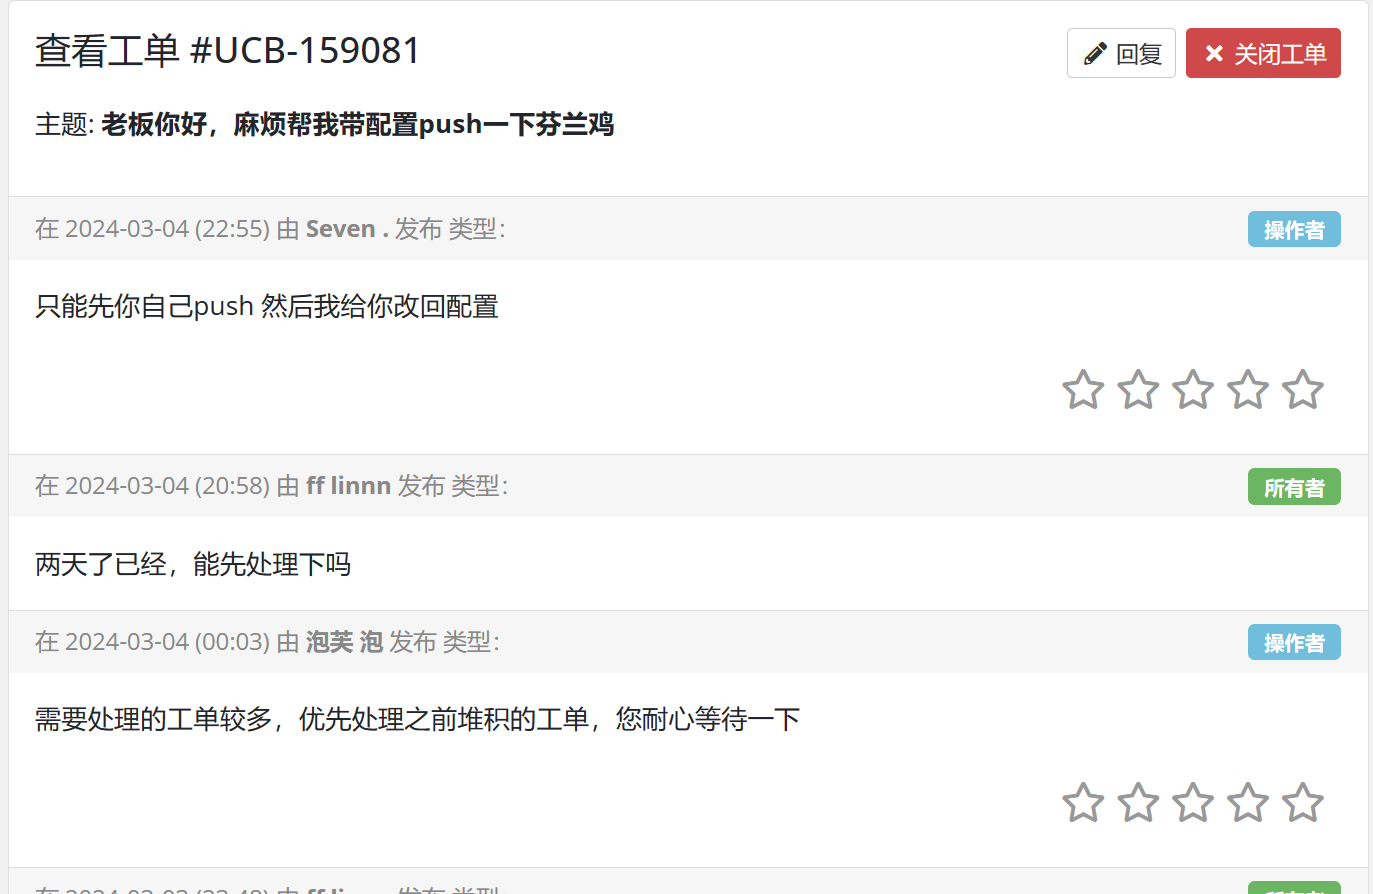 查看工单 #UCB-159081
回复
关闭工单
主题: 老板你好，麻烦帮我带配置push一下芬兰鸡
在 2024-03-04 (22:55) 由 Seven . 发布 类型：
操作者
只能先你自己push 然后我给你改回配置
在 2024-03-04 (20:58) 由 ff linnn 发布 类型：
所有者
两天了已经，能先处理下吗
在 2024-03-04 (00:03) 由 泡芙 泡 发布 类型：
操作者
需要处理的工单较多，优先处理之前堆积的工单，您耐心等待一下